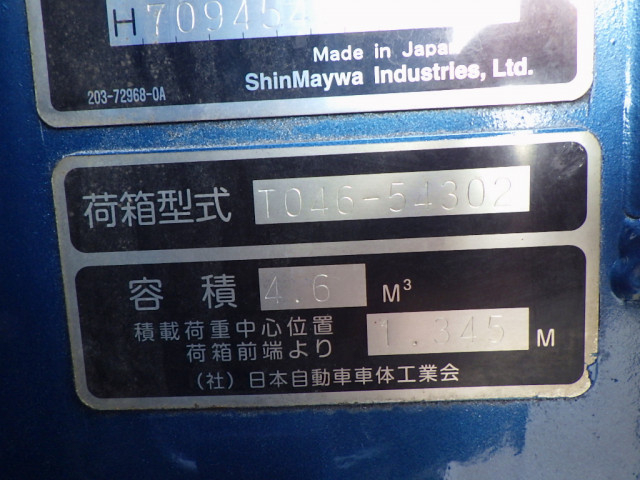 H709454
Made in Japan
ShinMaywa Industries, Ltd.
203-72968-0A
荷箱型式 T046-54302
容積 4.6 M³
積載荷重中心位置
荷箱前端より 1.345 M
(社)日本自動車車体工業会